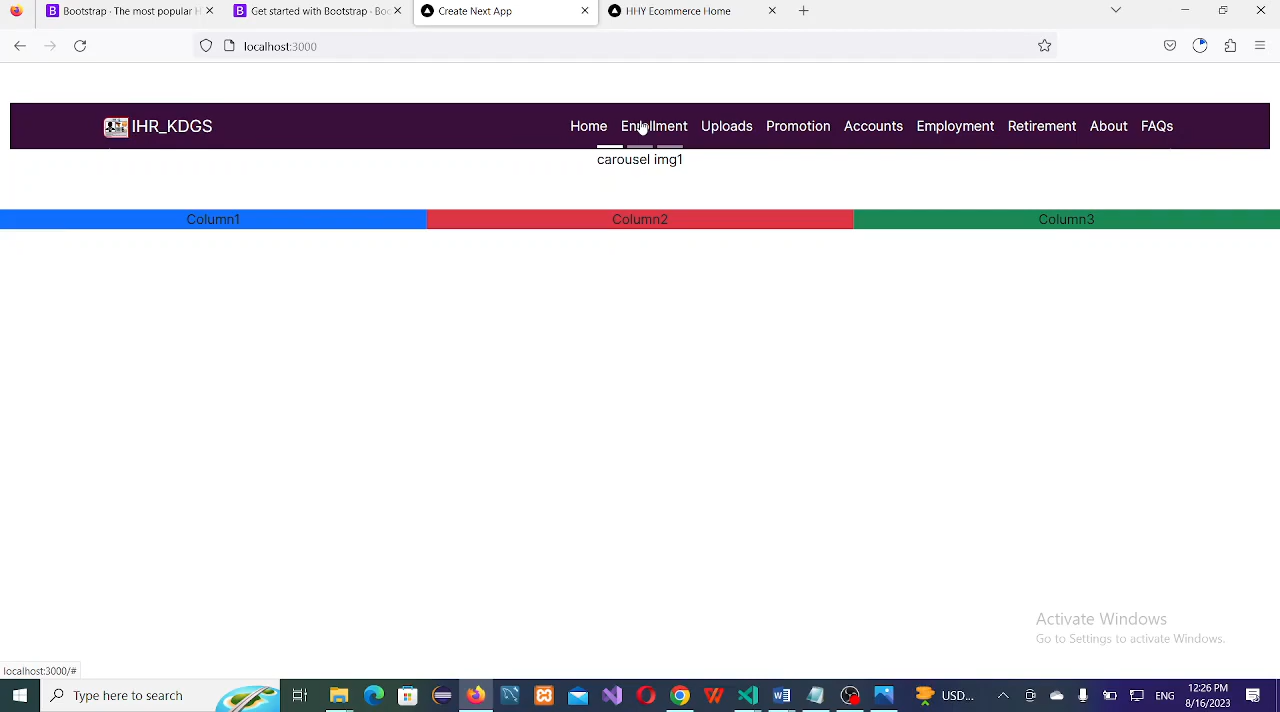 Bootstrap · The most popular H
Get started with Bootstrap · Boo
Create Next App
HHY Ecommerce Home
localhost:3000
IHR_KDGS
Home Enrollment Uploads Promotion Accounts Employment Retirement About FAQs
carousel img1
Column1 Column2 Column3
Activate Windows
Go to Settings to activate Windows.
localhost:3000/#
Type here to search
USD...
ENG
12:26 PM
8/16/2023